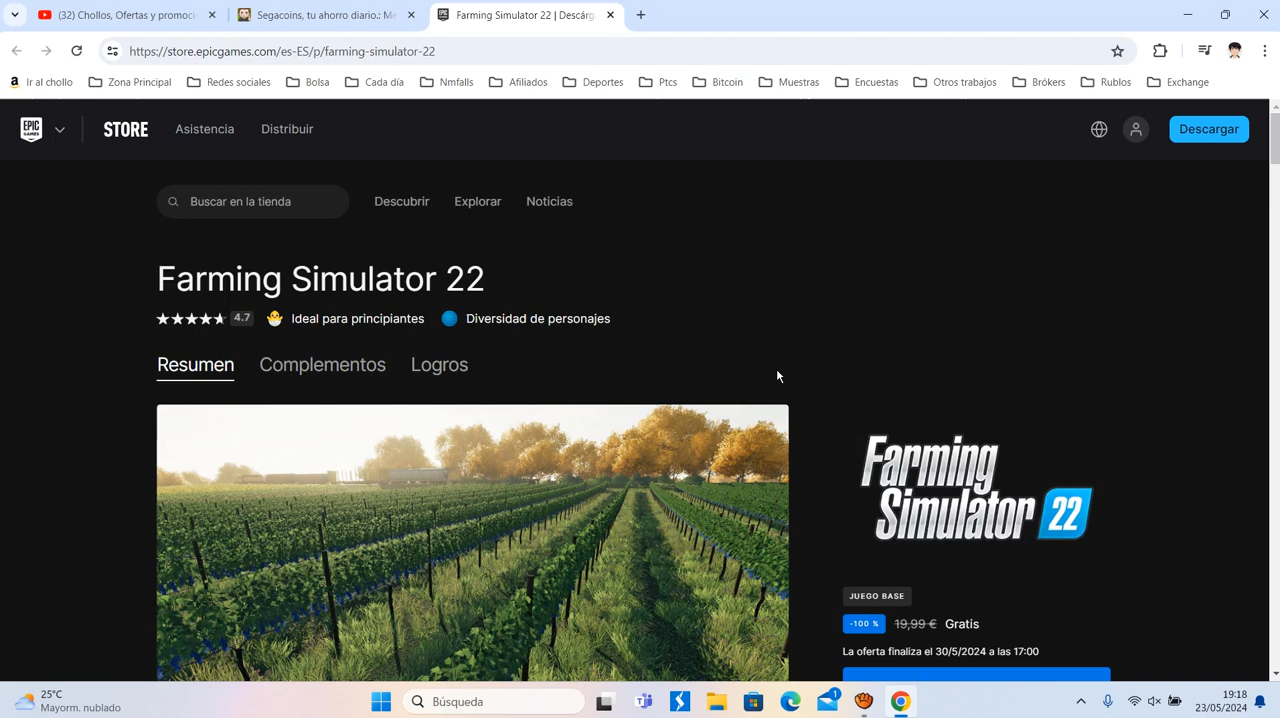 (32) Chollos, Ofertas y promoci
Segacoins, tu ahorro diario.: Me
Farming Simulator 22 | Descárg
https://store.epicgames.com/es-ES/p/farming-simulator-22
Ir al chollo
Zona Principal
Redes sociales
Bolsa
Cada día
Nmfalls
Afiliados
Deportes
Ptcs
Bitcoin
Muestras
Encuestas
Otros trabajos
Brókers
Rublos
Exchange
EPIC GAMES
STORE
Asistencia
Distribuir
Descargar
Buscar en la tienda
Descubrir
Explorar
Noticias
Farming Simulator 22
4.7
Ideal para principiantes
Diversidad de personajes
Resumen
Complementos
Logros
Farming
Simulator 22
JUEGO BASE
-100 %
19,99 €
Gratis
La oferta finaliza el 30/5/2024 a las 17:00
25°C
Mayorm. nublado
Búsqueda
1
19:18
23/05/2024